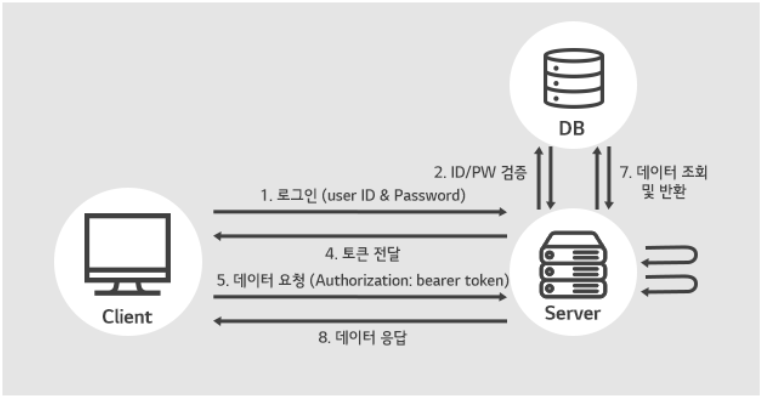 DB
2. ID/PW 검증
7. 데이터 조회
및 반환
1. 로그인 (user ID & Password)
4. 토큰 전달
5. 데이터 요청 (Authorization: bearer token)
8. 데이터 응답
Client
Server